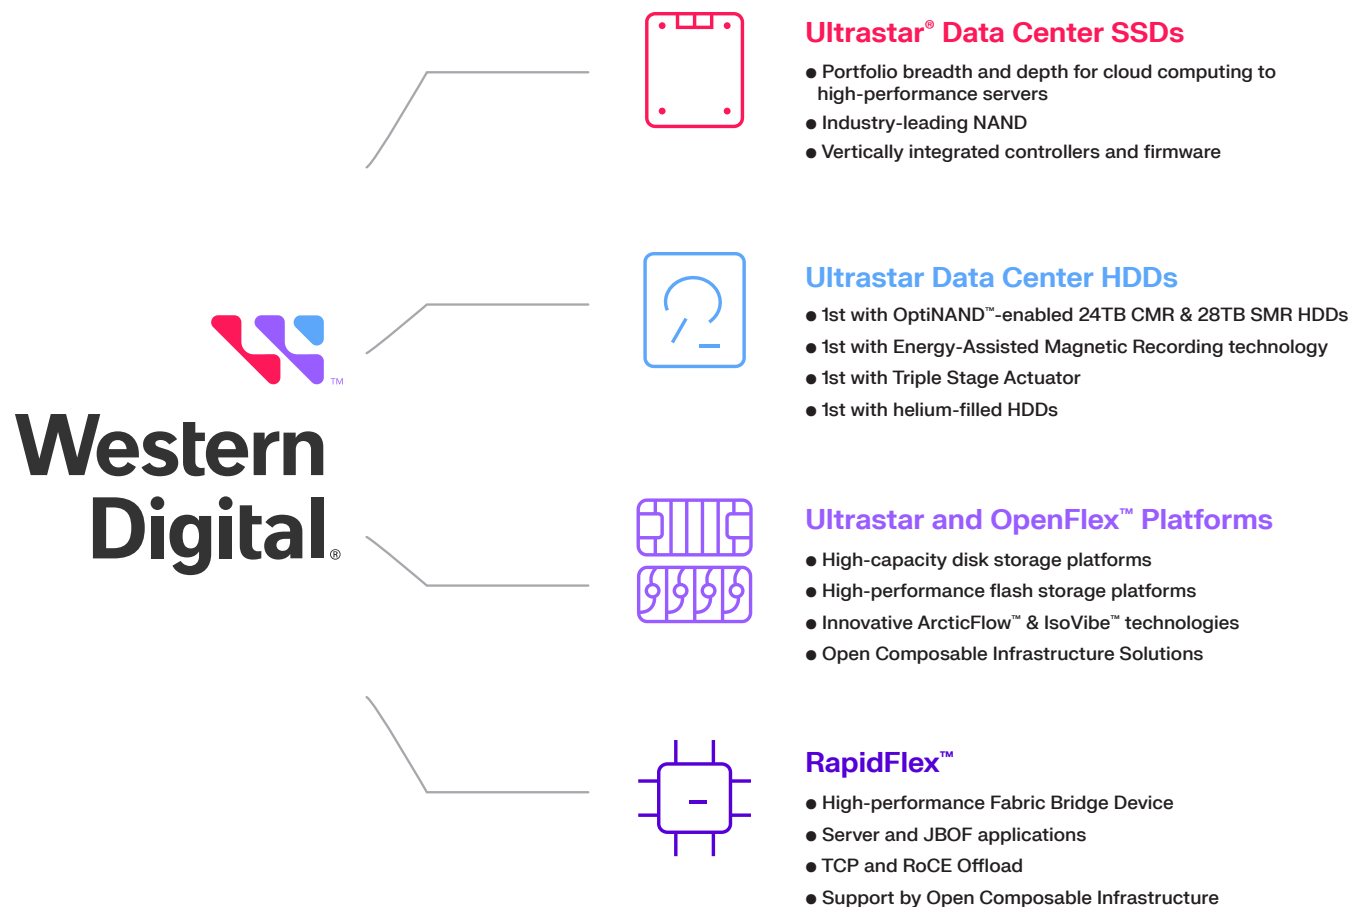 Western
Digital®
TM
Ultrastar® Data Center SSDs
● Portfolio breadth and depth for cloud computing to
high-performance servers
● Industry-leading NAND
● Vertically integrated controllers and firmware
Ultrastar Data Center HDDs
● 1st with OptiNAND™-enabled 24TB CMR & 28TB SMR HDDs
● 1st with Energy-Assisted Magnetic Recording technology
● 1st with Triple Stage Actuator
● 1st with helium-filled HDDs
Ultrastar and OpenFlex™ Platforms
● High-capacity disk storage platforms
● High-performance flash storage platforms
● Innovative ArcticFlow™ & IsoVibe™ technologies
● Open Composable Infrastructure Solutions
RapidFlex™
● High-performance Fabric Bridge Device
● Server and JBOF applications
● TCP and RoCE Offload
● Support by Open Composable Infrastructure